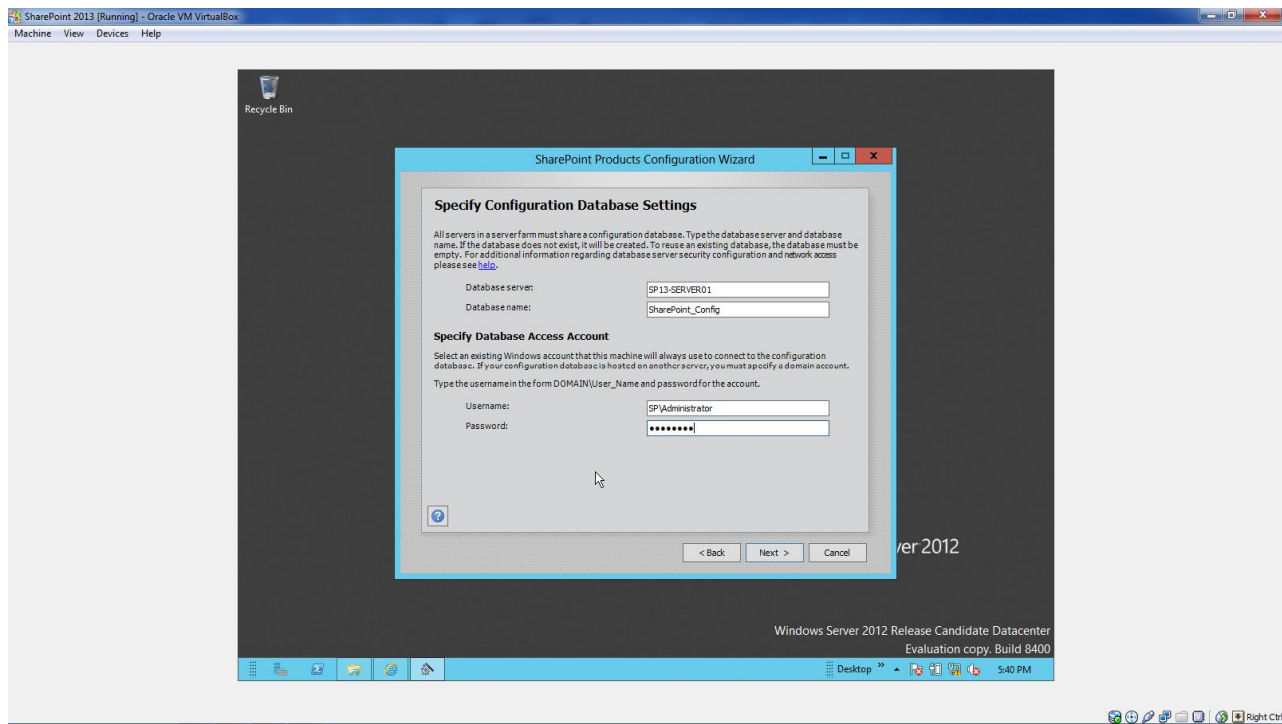 SharePoint 2013 [Running] - Oracle VM VirtualBox
Machine View Devices Help
Recycle Bin
SharePoint Products Configuration Wizard
Specify Configuration Database Settings
All servers in a server farm must share a configuration database. Type the database server and database
name. If the database does not exist, it will be created. To reuse an existing database, the database must be
empty. For additional information regarding database server security configuration and network access
please see help.
Database server:
SP13-SERVER01
Database name:
SharePoint_Config
Specify Database Access Account
Select an existing Windows account that this machine will always use to connect to the configuration
database. If your configuration database is hosted on another server, you must specify a domain account.
Type the username in the form DOMAIN\User_Name and password for the account.
Username:
SP\Administrator
Password:
●●●●●●●●
< Back Next > Cancel
ver 2012
Windows Server 2012 Release Candidate Datacenter
Evaluation copy. Build 8400
Desktop » 5:40 PM
Right Ctrl